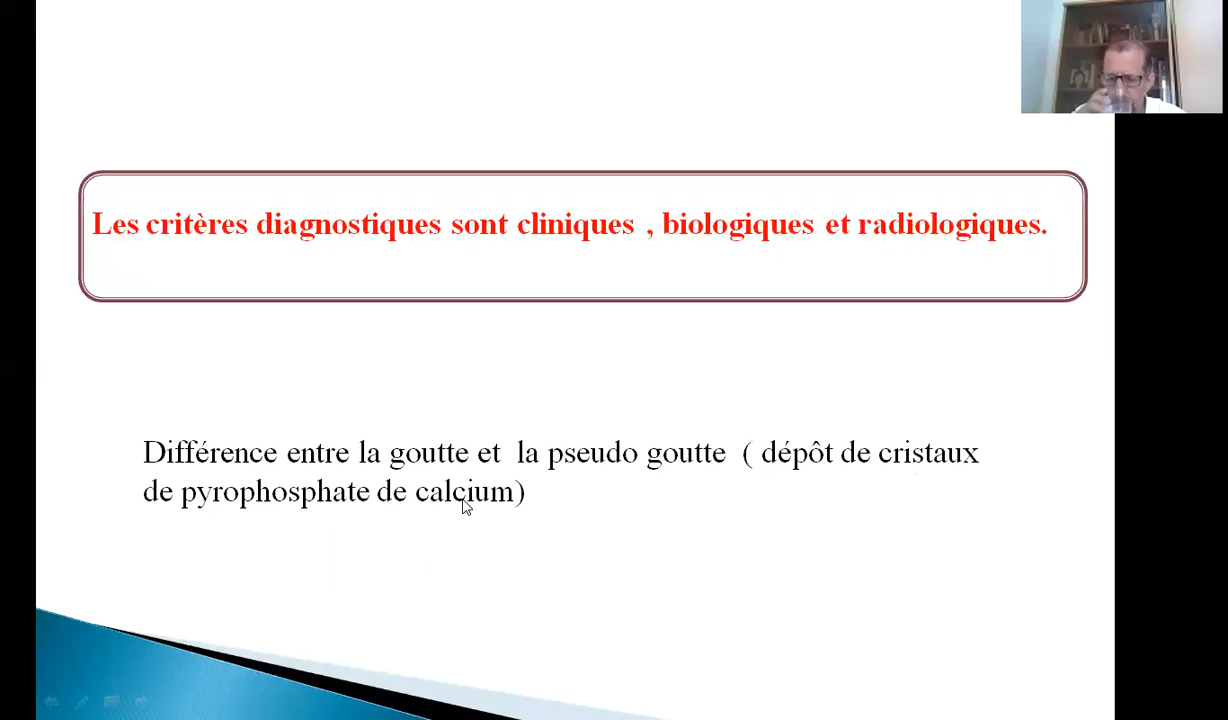 Les critères diagnostiques sont cliniques , biologiques et radiologiques.
Différence entre la goutte et la pseudo goutte ( dépôt de cristaux
de pyrophosphate de calcium)